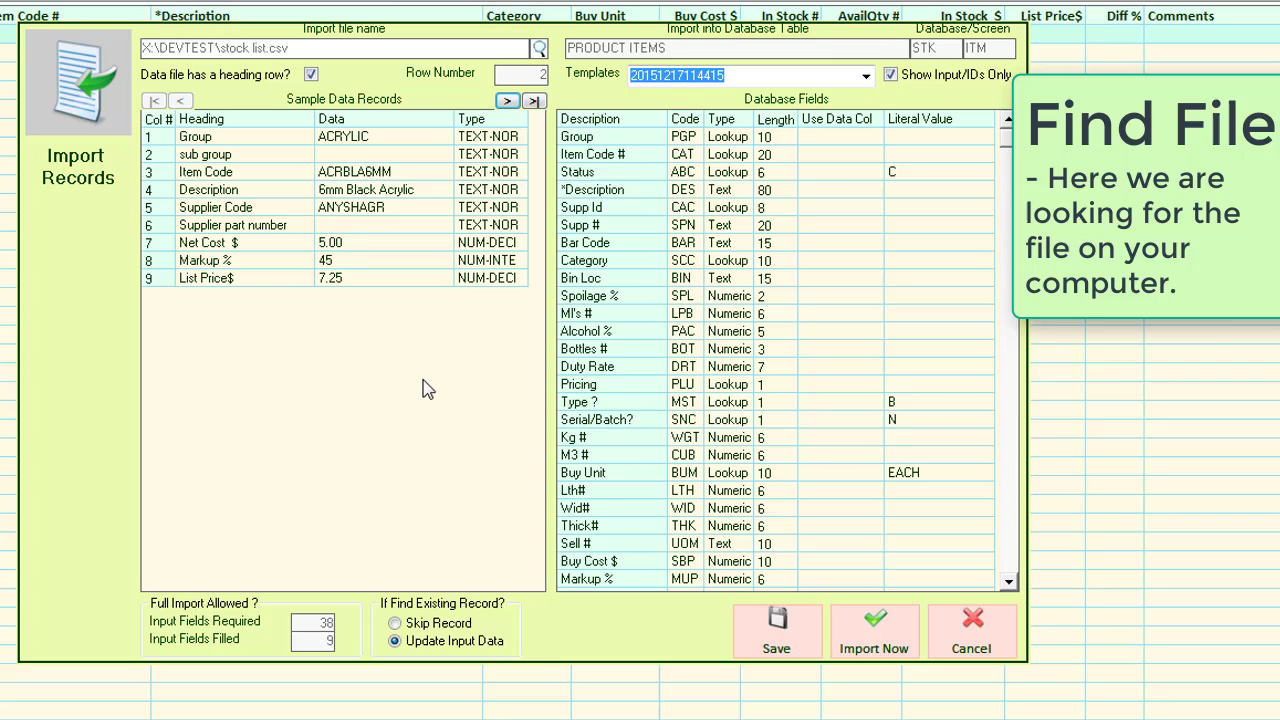 em Code #	*Description	Category	Buy Unit	Buy Cost $	In Stock #	AvailQty #	In Stock $	List Price$	Diff %	Comments
Import file name	Import into Database Table	Database/Screen
X:\DEVTEST\stock list.csv	PRODUCT ITEMS	STK	ITM
Data file has a heading row?	Row Number	2	Templates	20151217114415	Show Input/IDs Only
|<	<	Sample Data Records	>	>|	Database Fields
Col #	Heading	Data	Type
1	Group	ACRYLIC	TEXT-NOR
2	sub group	TEXT-NOR
3	Item Code	ACRBLA6MM	TEXT-NOR
4	Description	6mm Black Acrylic	TEXT-NOR
5	Supplier Code	ANYSHAGR	TEXT-NOR
6	Supplier part number	TEXT-NOR
7	Net Cost $	5.00	NUM-DECI
8	Markup %	45	NUM-INTE
9	List Price$	7.25	NUM-DECI
Description	Code	Type	Length	Use Data Col	Literal Value
Group	PGP	Lookup	10
Item Code #	CAT	Lookup	20
Status	ABC	Lookup	6	C
*Description	DES	Text	80
Supp Id	CAC	Lookup	8
Supp #	SPN	Text	20
Bar Code	BAR	Text	15
Category	SCC	Lookup	10
Bin Loc	BIN	Text	15
Spoilage %	SPL	Numeric	2
Ml's #	LPB	Numeric	6
Alcohol %	PAC	Numeric	5
Bottles #	BOT	Numeric	3
Duty Rate	DRT	Numeric	7
Pricing	PLU	Lookup	1
Type ?	MST	Lookup	1	B
Serial/Batch?	SNC	Lookup	1	N
Kg #	WGT	Numeric	6
M3 #	CUB	Numeric	6
Buy Unit	BUM	Lookup	10	EACH
Lth#	LTH	Numeric	6
Wid#	WID	Numeric	6
Thick#	THK	Numeric	6
Sell #	UOM	Text	10
Buy Cost $	SBP	Numeric	10
Markup %	MUP	Numeric	6
Import
Records
Find File
- Here we are
looking for the
file on your
computer.
Full Import Allowed ?
Input Fields Required	38
Input Fields Filled	9
If Find Existing Record?
Skip Record
Update Input Data
Save	Import Now	Cancel